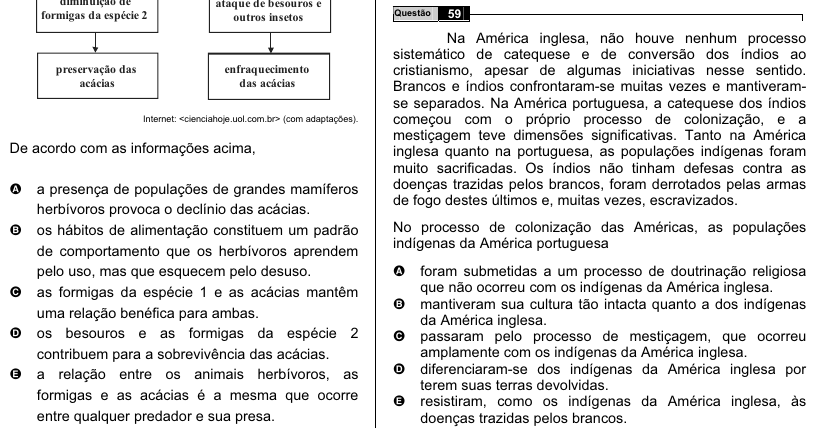 diminuição de
formigas da espécie 2
ataque de besouros e
outros insetos
preservação das
acácias
enfraquecimento
das acácias
Internet: <cienciahoje.uol.com.br> (com adaptações).
De acordo com as informações acima,
A a presença de populações de grandes mamíferos
herbívoros provoca o declínio das acácias.
B os hábitos de alimentação constituem um padrão
de comportamento que os herbívoros aprendem
pelo uso, mas que esquecem pelo desuso.
C as formigas da espécie 1 e as acácias mantêm
uma relação benéfica para ambas.
D os besouros e as formigas da espécie 2
contribuem para a sobrevivência das acácias.
E a relação entre os animais herbívoros, as
formigas e as acácias é a mesma que ocorre
entre qualquer predador e sua presa.
Questão 59
Na América inglesa, não houve nenhum processo
sistemático de catequese e de conversão dos índios ao
cristianismo, apesar de algumas iniciativas nesse sentido.
Brancos e índios confrontaram-se muitas vezes e mantiveram-
se separados. Na América portuguesa, a catequese dos índios
começou com o próprio processo de colonização, e a
mestiçagem teve dimensões significativas. Tanto na América
inglesa quanto na portuguesa, as populações indígenas foram
muito sacrificadas. Os índios não tinham defesas contra as
doenças trazidas pelos brancos, foram derrotados pelas armas
de fogo destes últimos e, muitas vezes, escravizados.
No processo de colonização das Américas, as populações
indígenas da América portuguesa
A foram submetidas a um processo de doutrinação religiosa
que não ocorreu com os indígenas da América inglesa.
B mantiveram sua cultura tão intacta quanto a dos indígenas
da América inglesa.
C passaram pelo processo de mestiçagem, que ocorreu
amplamente com os indígenas da América inglesa.
D diferenciaram-se dos indígenas da América inglesa por
terem suas terras devolvidas.
E resistiram, como os indígenas da América inglesa, às
doenças trazidas pelos brancos.